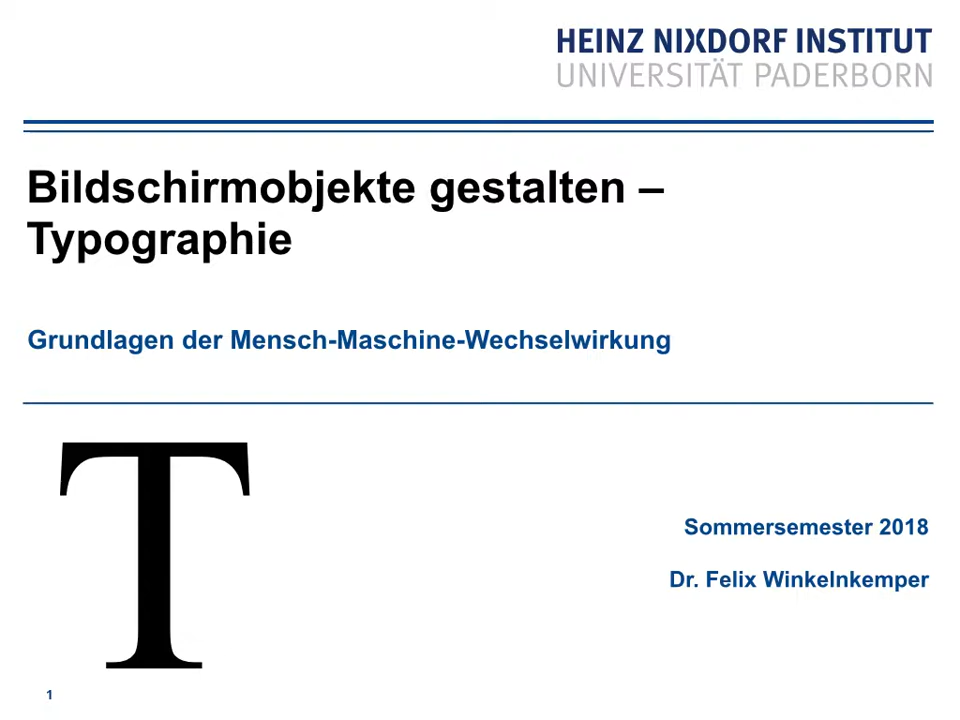 HEINZ NIXDORF INSTITUT
UNIVERSITÄT PADERBORN
Bildschirmobjekte gestalten –
Typographie
Grundlagen der Mensch-Maschine-Wechselwirkung
T
Sommersemester 2018
Dr. Felix Winkelnkemper
1